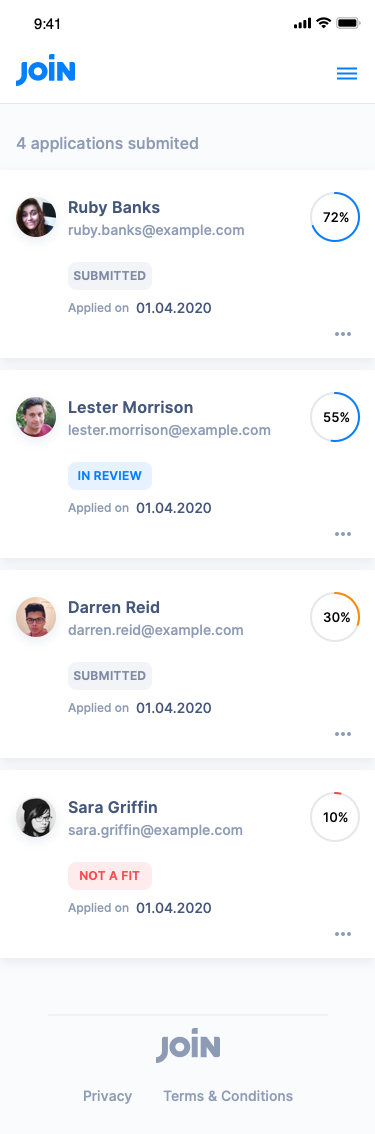 9:41
JOIN
4 applications submited
Ruby Banks
ruby.banks@example.com
72%
SUBMITTED
Applied on 01.04.2020
Lester Morrison
lester.morrison@example.com
55%
IN REVIEW
Applied on 01.04.2020
Darren Reid
darren.reid@example.com
30%
SUBMITTED
Applied on 01.04.2020
Sara Griffin
sara.griffin@example.com
10%
NOT A FIT
Applied on 01.04.2020
JOIN
Privacy Terms & Conditions